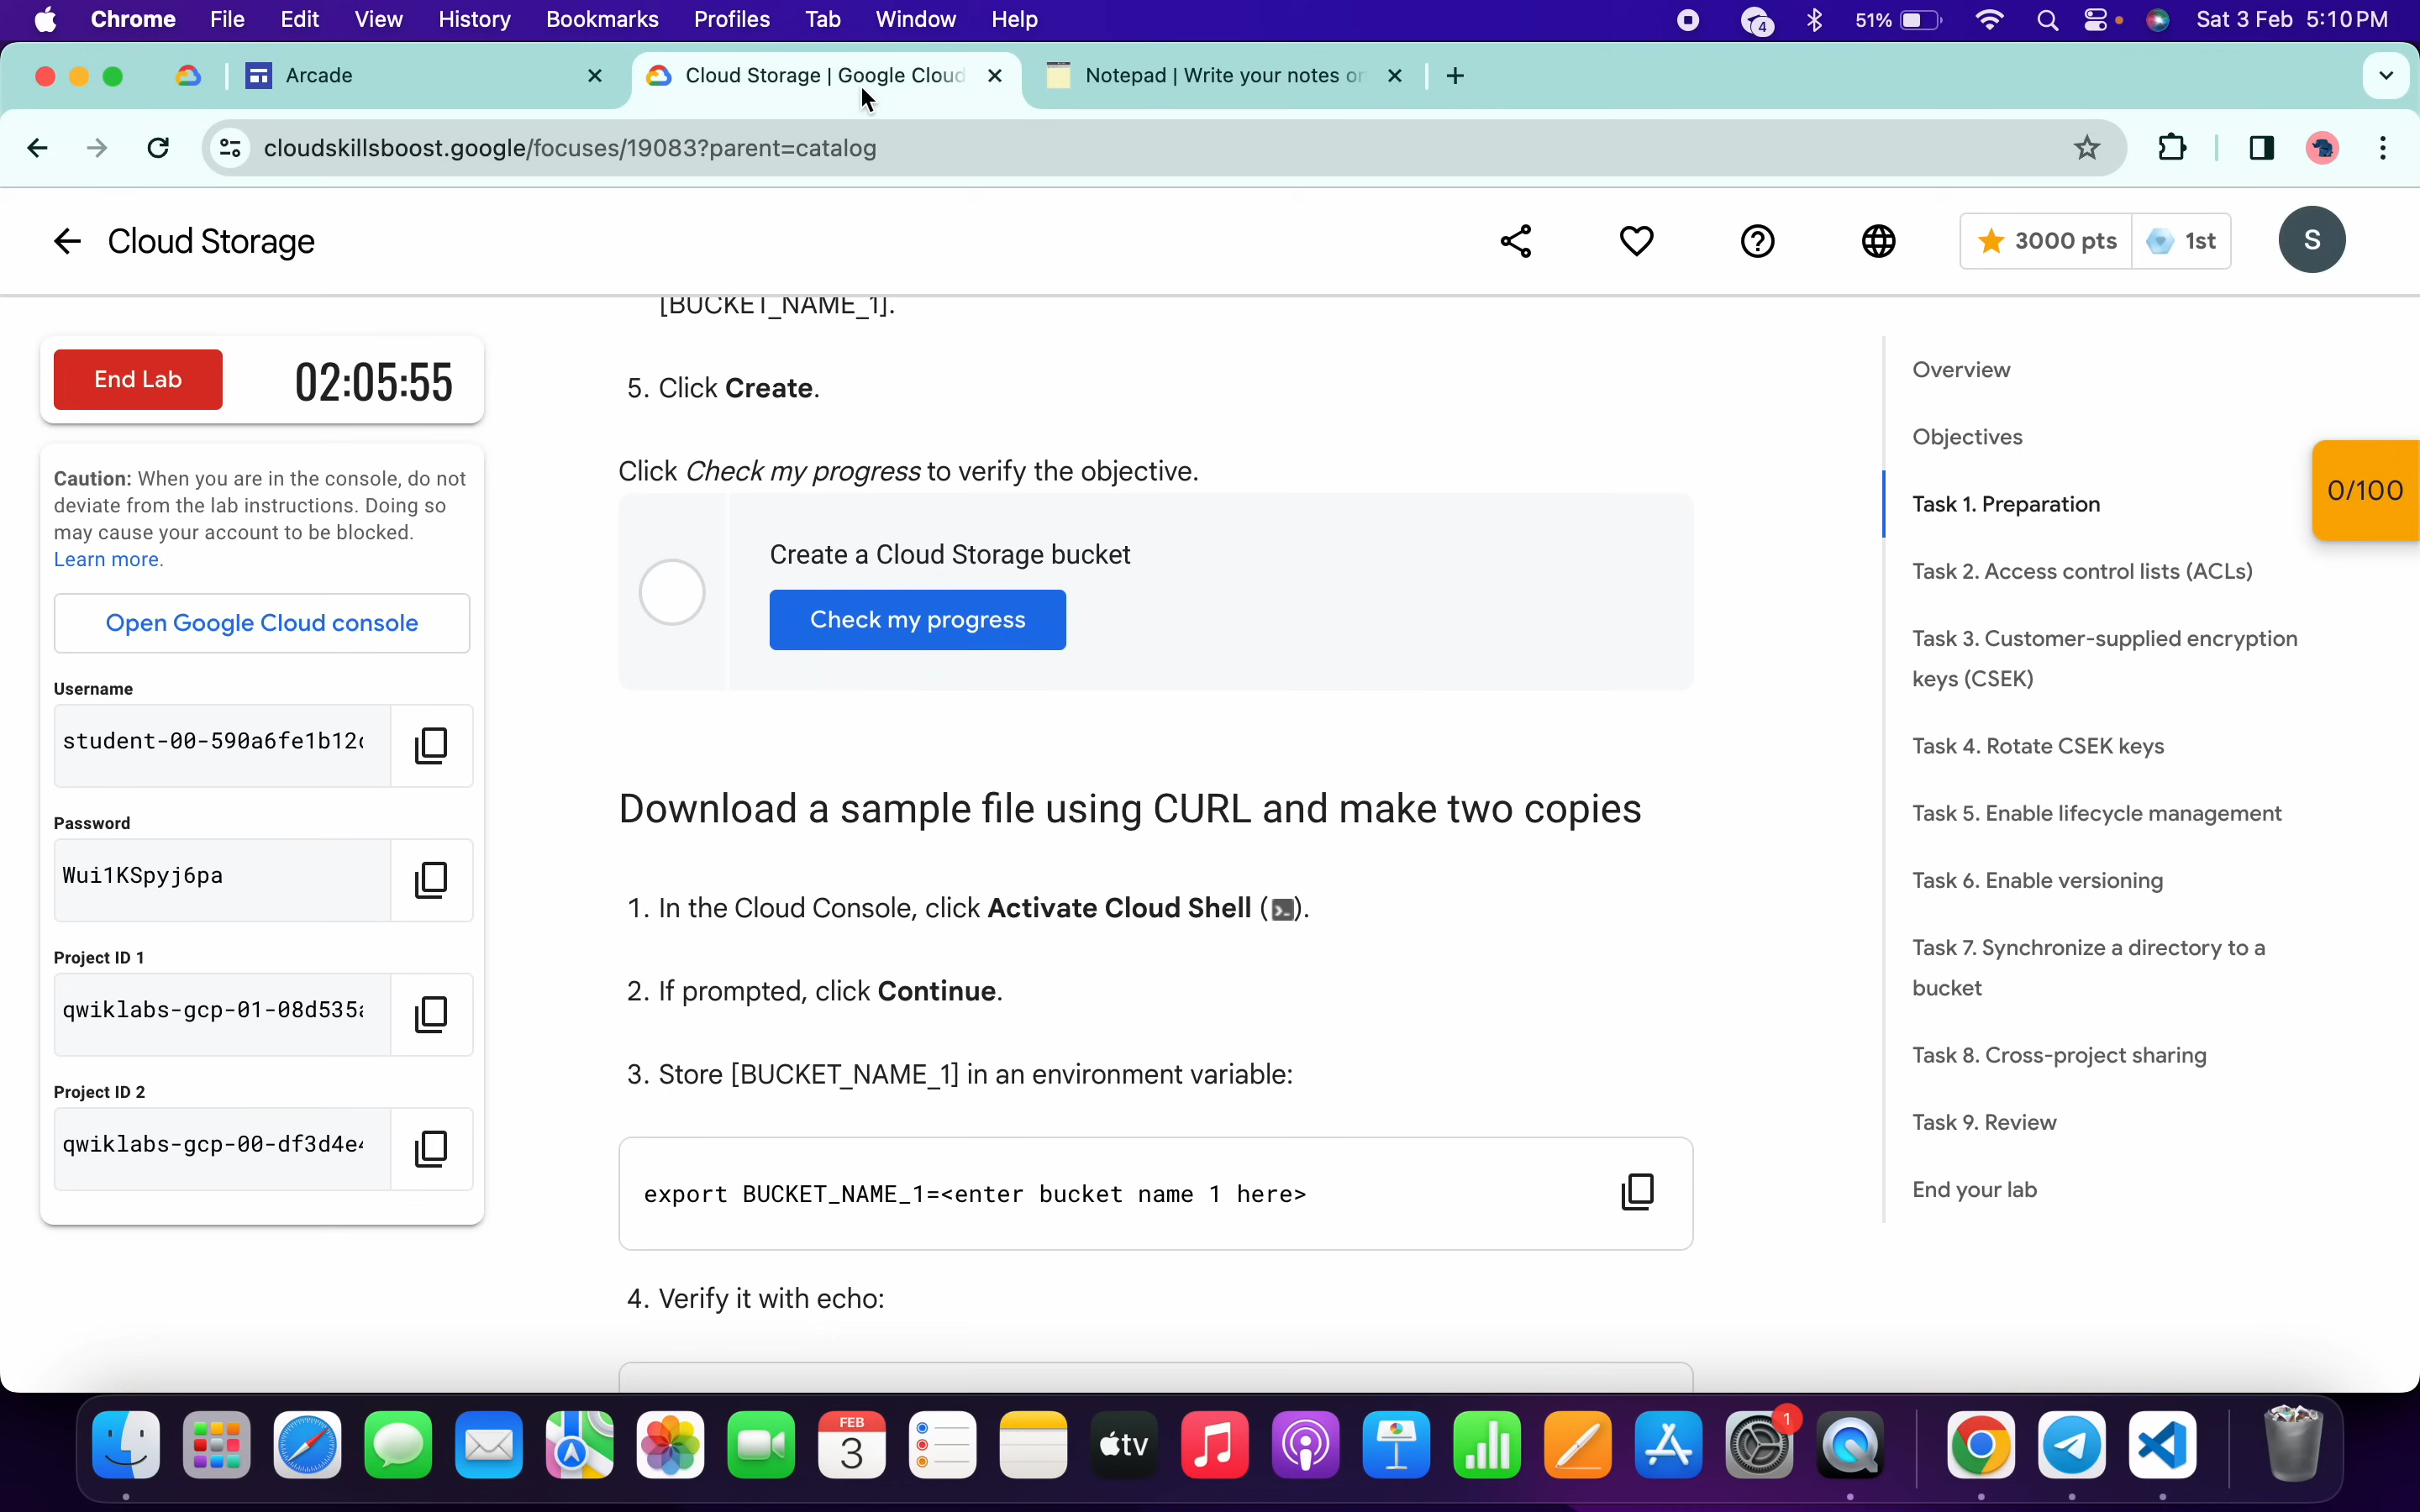 Chrome File Edit View History Bookmarks Profiles Tab Window Help 4 51% Sat 3 Feb 5:10 PM
Arcade
Cloud Storage | Google Cloud
Notepad | Write your notes on
cloudskillsboost.google/focuses/19083?parent=catalog
Cloud Storage
3000 pts 1st S
End Lab 02:05:55
Caution: When you are in the console, do not
deviate from the lab instructions. Doing so
may cause your account to be blocked.
Learn more.
Open Google Cloud console
Username
student-00-590a6fe1b12
Password
Wui1KSpyj6pa
Project ID 1
qwiklabs-gcp-01-08d535
Project ID 2
qwiklabs-gcp-00-df3d4e
[BUCKET_NAME_1].
5. Click Create.
Click Check my progress to verify the objective.
Create a Cloud Storage bucket
Check my progress
Download a sample file using CURL and make two copies
1. In the Cloud Console, click Activate Cloud Shell (>_).
2. If prompted, click Continue.
3. Store [BUCKET_NAME_1] in an environment variable:
export BUCKET_NAME_1=<enter bucket name 1 here>
4. Verify it with echo:
Overview
Objectives
Task 1. Preparation
Task 2. Access control lists (ACLs)
Task 3. Customer-supplied encryption
keys (CSEK)
Task 4. Rotate CSEK keys
Task 5. Enable lifecycle management
Task 6. Enable versioning
Task 7. Synchronize a directory to a
bucket
Task 8. Cross-project sharing
Task 9. Review
End your lab
0/100
FEB
3
tv
1